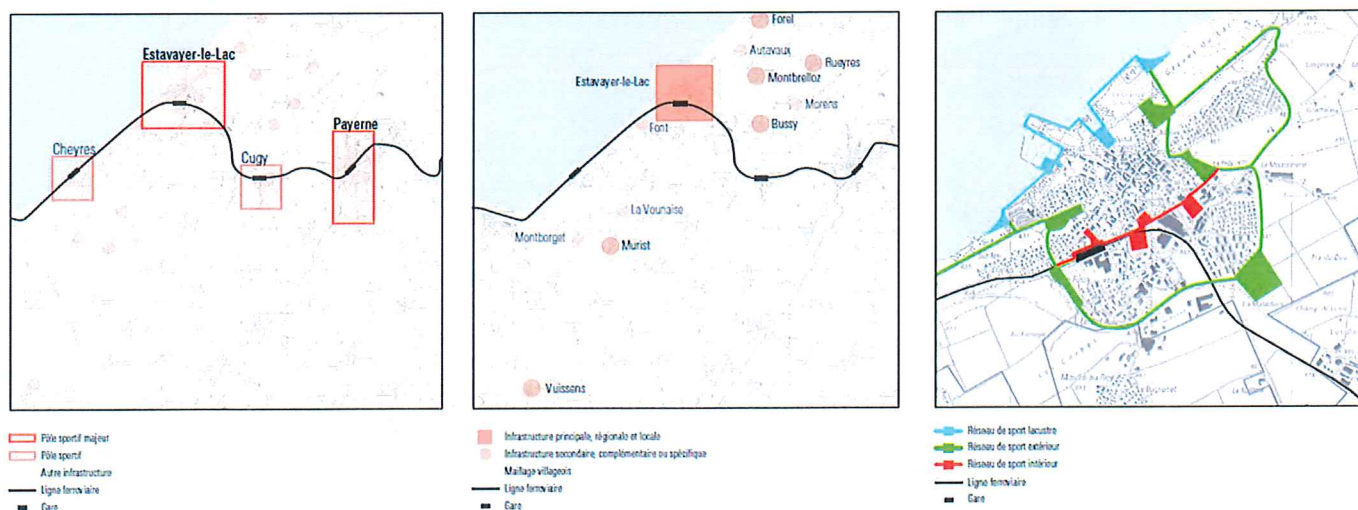 Estavayer-le-Lac
Payerne
Cheyres
Cugy
Pôle sportif majeur
Pôle sportif
Autre infrastructure
Ligne ferroviaire
Gare
Forel
Autavaux
Rueyres
Estavayer-le-Lac
Montbrelloz
Morens
Font
Bussy
La Vounaise
Montborget
Murist
Vuissens
Infrastructure principale, régionale et locale
Infrastructure secondaire, complémentaire ou spécifique
Maillage villageois
Ligne ferroviaire
Gare
Réseau de sport lacustre
Réseau de sport extérieur
Réseau de sport intérieur
Ligne ferroviaire
Gare